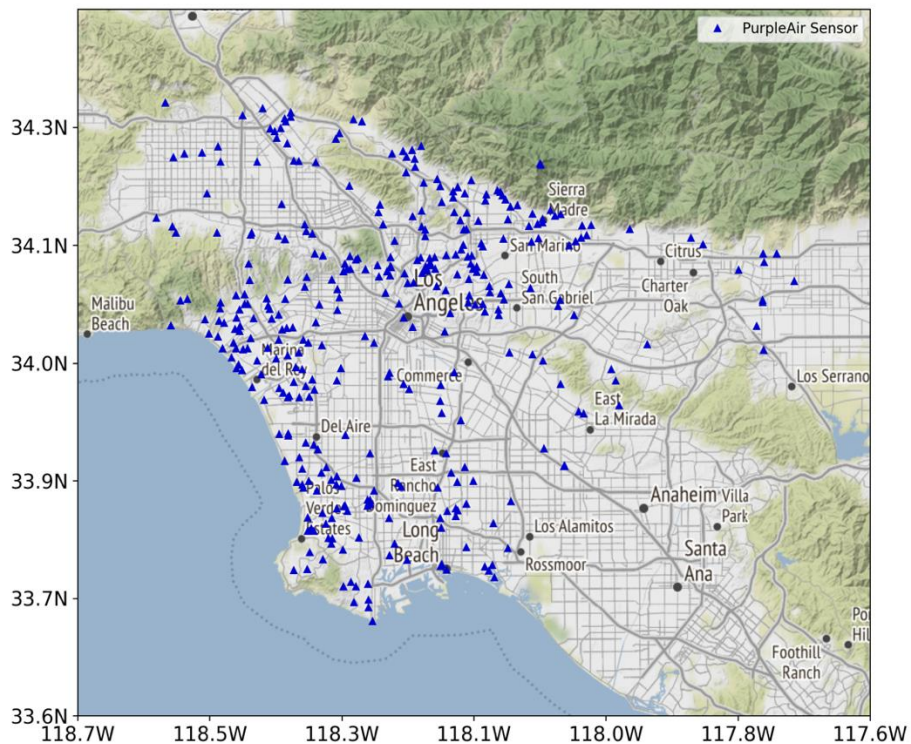 PurpleAir Sensor
34.3N
Sierra
Madre
34.1N
San Marino
Citrus
Los
Angeles
South
San Gabriel
Charter
Oak
Malibu
Beach
34.0N
Marina
del Rey
Commerce
Los Serrano
East
La Mirada
Del Aire
33.9N
East
Rancho
Dominguez
Palos
Verdes
Estates
Anaheim
Villa
Park
Long
Beach
Los Alamitos
Rossmoor
Santa
Ana
33.7N
Foothill
Ranch
Po
Hil
33.6N
118.7W
118.5W
118.3W
118.1W
118.0W
117.8W
117.6W